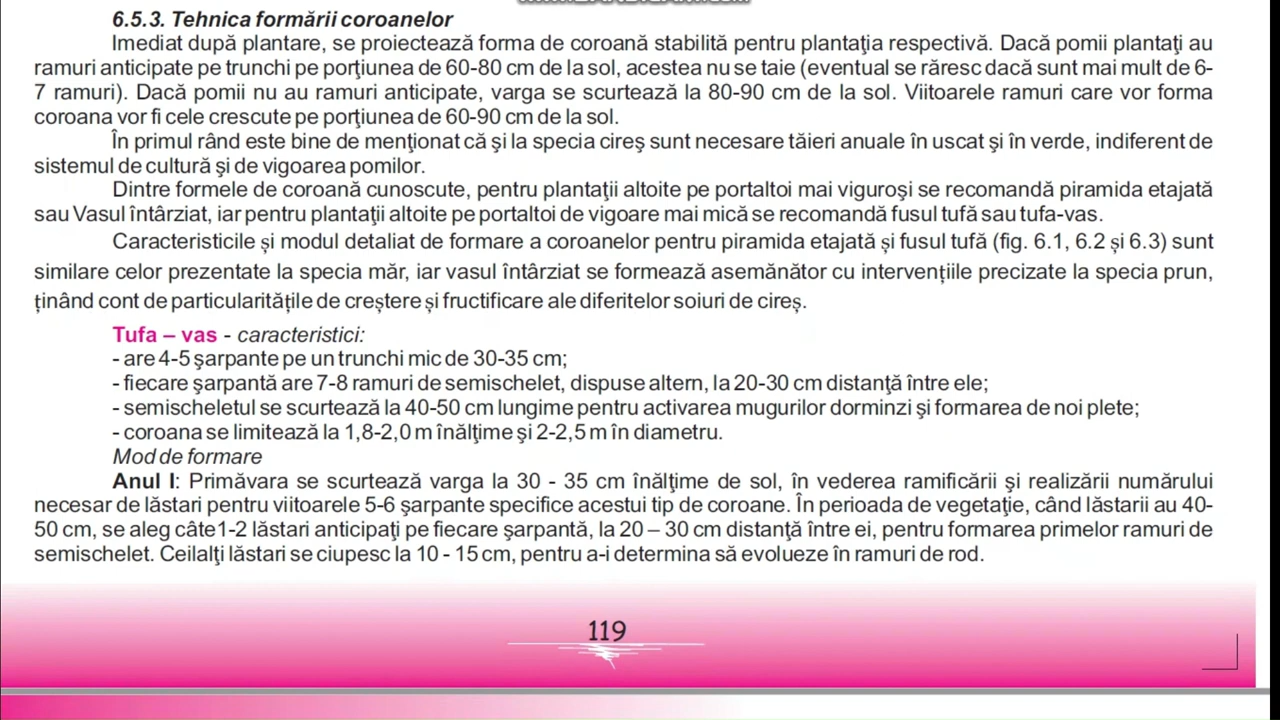 6.5.3. Tehnica formării coroanelor
Imediat după plantare, se proiectează forma de coroană stabilită pentru plantaţia respectivă. Dacă pomii plantaţi au
ramuri anticipate pe trunchi pe porţiunea de 60-80 cm de la sol, acestea nu se taie (eventual se răresc dacă sunt mai mult de 6-
7 ramuri). Dacă pomii nu au ramuri anticipate, varga se scurtează la 80-90 cm de la sol. Viitoarele ramuri care vor forma
coroana vor fi cele crescute pe porţiunea de 60-90 cm de la sol.
În primul rând este bine de menţionat că şi la specia cireş sunt necesare tăieri anuale în uscat şi în verde, indiferent de
sistemul de cultură şi de vigoarea pomilor.
Dintre formele de coroană cunoscute, pentru plantaţii altoite pe portaltoi mai viguroşi se recomandă piramida etajată
sau Vasul întârziat, iar pentru plantaţii altoite pe portaltoi de vigoare mai mică se recomandă fusul tufă sau tufa-vas.
Caracteristicile și modul detaliat de formare a coroanelor pentru piramida etajată și fusul tufă (fig. 6.1, 6.2 și 6.3) sunt
similare celor prezentate la specia măr, iar vasul întârziat se formează asemănător cu intervențiile precizate la specia prun,
ținând cont de particularitățile de creștere și fructificare ale diferitelor soiuri de cireș.
Tufa – vas - caracteristici:
- are 4-5 şarpante pe un trunchi mic de 30-35 cm;
- fiecare şarpantă are 7-8 ramuri de semischelet, dispuse altern, la 20-30 cm distanţă între ele;
- semischeletul se scurtează la 40-50 cm lungime pentru activarea mugurilor dorminzi şi formarea de noi plete;
- coroana se limitează la 1,8-2,0 m înălţime şi 2-2,5 m în diametru.
Mod de formare
Anul I: Primăvara se scurtează varga la 30 - 35 cm înălţime de sol, în vederea ramificării şi realizării numărului
necesar de lăstari pentru viitoarele 5-6 şarpante specifice acestui tip de coroane. În perioada de vegetaţie, când lăstarii au 40-
50 cm, se aleg câte1-2 lăstari anticipaţi pe fiecare şarpantă, la 20 – 30 cm distanţă între ei, pentru formarea primelor ramuri de
semischelet. Ceilalţi lăstari se ciupesc la 10 - 15 cm, pentru a-i determina să evolueze în ramuri de rod.
119